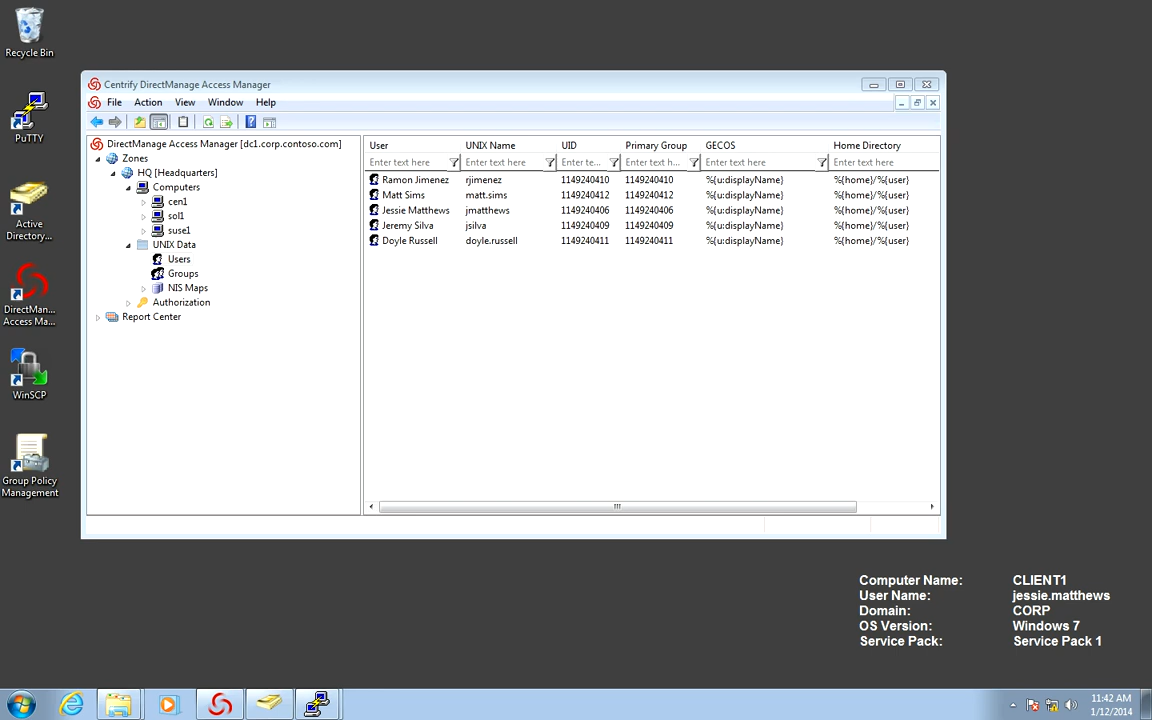 Recycle Bin
PuTTY
Active
Directory...
DirectMan...
Access Ma...
WinSCP
Group Policy
Management
Centrify DirectManage Access Manager
File Action View Window Help
DirectManage Access Manager [dc1.corp.contoso.com]
Zones
HQ [Headquarters]
Computers
cen1
sol1
suse1
UNIX Data
Users
Groups
NIS Maps
Authorization
Report Center
User UNIX Name UID Primary Group GECOS Home Directory
Enter text here Enter text here Enter te... Enter text h... Enter text here Enter text here
Ramon Jimenez rjimenez 1149240410 1149240410 %{u:displayName} %{home}/%{user}
Matt Sims matt.sims 1149240412 1149240412 %{u:displayName} %{home}/%{user}
Jessie Matthews jmatthews 1149240406 1149240406 %{u:displayName} %{home}/%{user}
Jeremy Silva jsilva 1149240409 1149240409 %{u:displayName} %{home}/%{user}
Doyle Russell doyle.russell 1149240411 1149240411 %{u:displayName} %{home}/%{user}
Computer Name: CLIENT1
User Name: jessie.matthews
Domain: CORP
OS Version: Windows 7
Service Pack: Service Pack 1
11:42 AM
1/12/2014